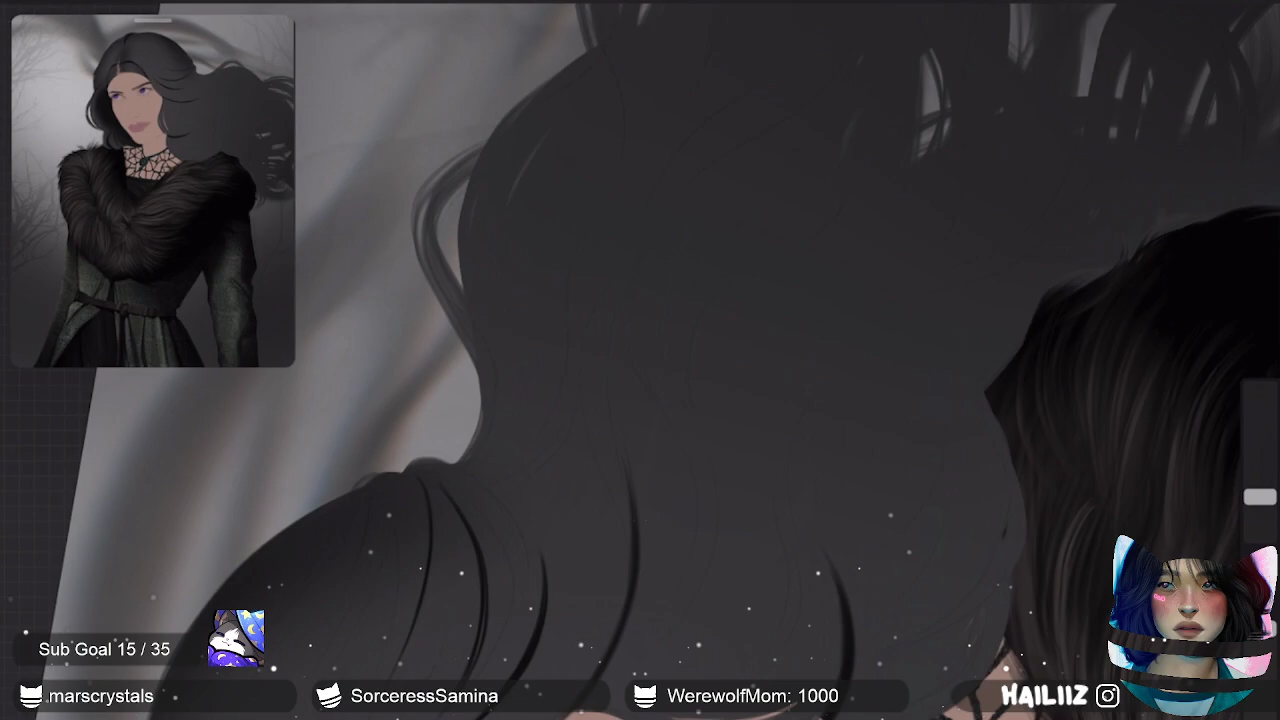 Sub Goal 15 / 35
marscrystals
SorceressSamina
WerewolfMom: 1000
HAILIIZ